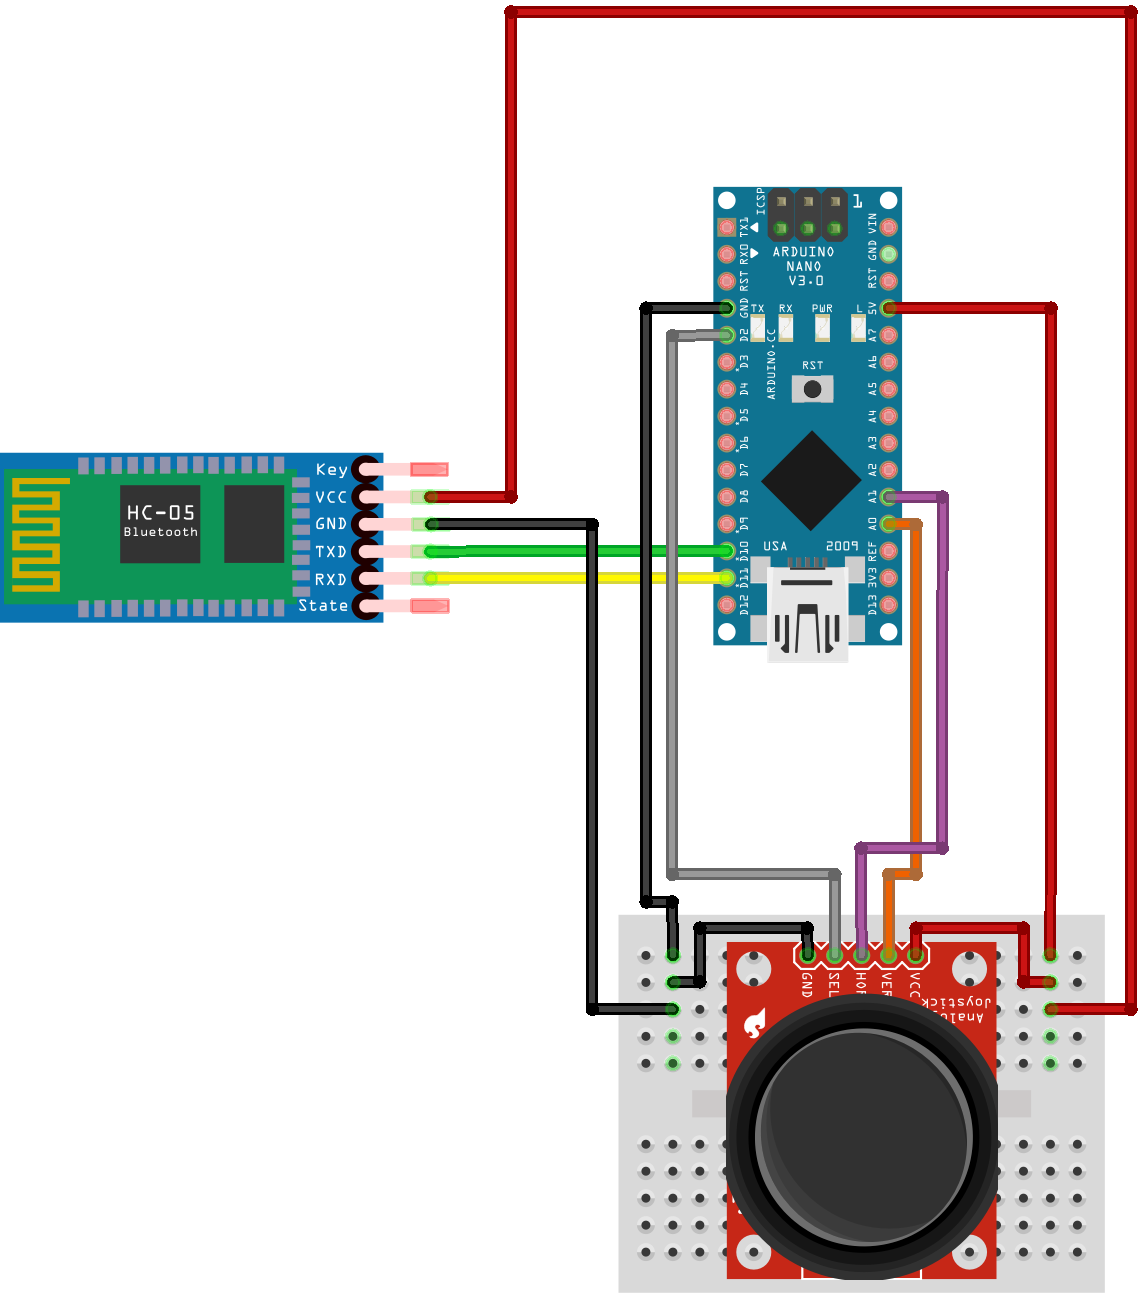 Key
VCC
GND
TXD
RXD
State
HC-05
Bluetooth
ICSP
1
TX1
RX0
RST
GND
D2
D3
D4
D5
D6
D7
D8
D9
D10
D11
D12
VIN
GND
RST
5V
A7
A6
A5
A4
A3
A2
A1
A0
REF
3V3
D13
ARDUINO
NANO
V3.0
TX
RX
PWR
L
RST
ARDUINO.CC
USA
2009
GND
SEL
VCC
Joystick